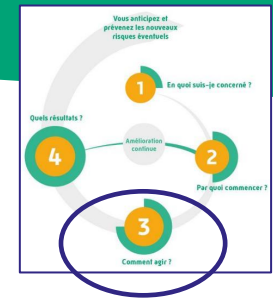 Vous anticipez et
prévenez les nouveaux
risques éventuels
1
En quoi suis-je concerné ?
Quels résultats ?
Amélioration
continue
4
2
Par quoi commencer ?
3
Comment agir ?